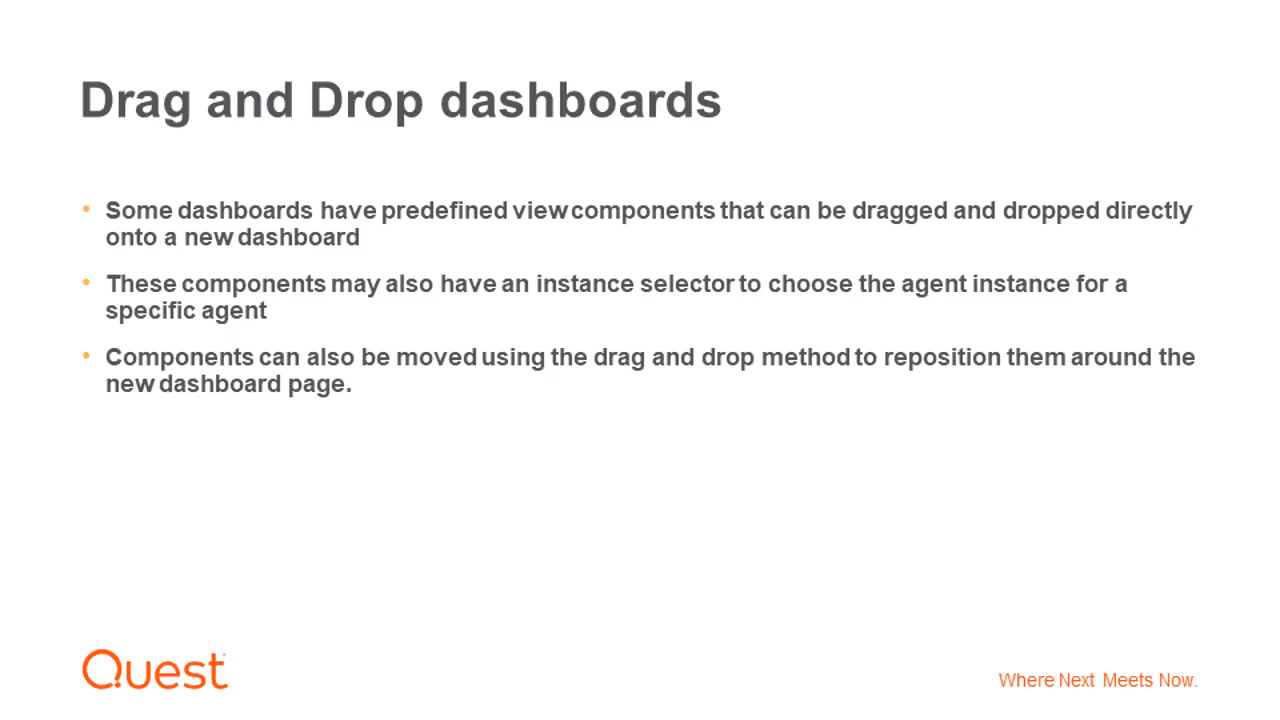 Drag and Drop dashboards
• Some dashboards have predefined view components that can be dragged and dropped directly
onto a new dashboard
• These components may also have an instance selector to choose the agent instance for a
specific agent
• Components can also be moved using the drag and drop method to reposition them around the
new dashboard page.
Quest
Where Next Meets Now.